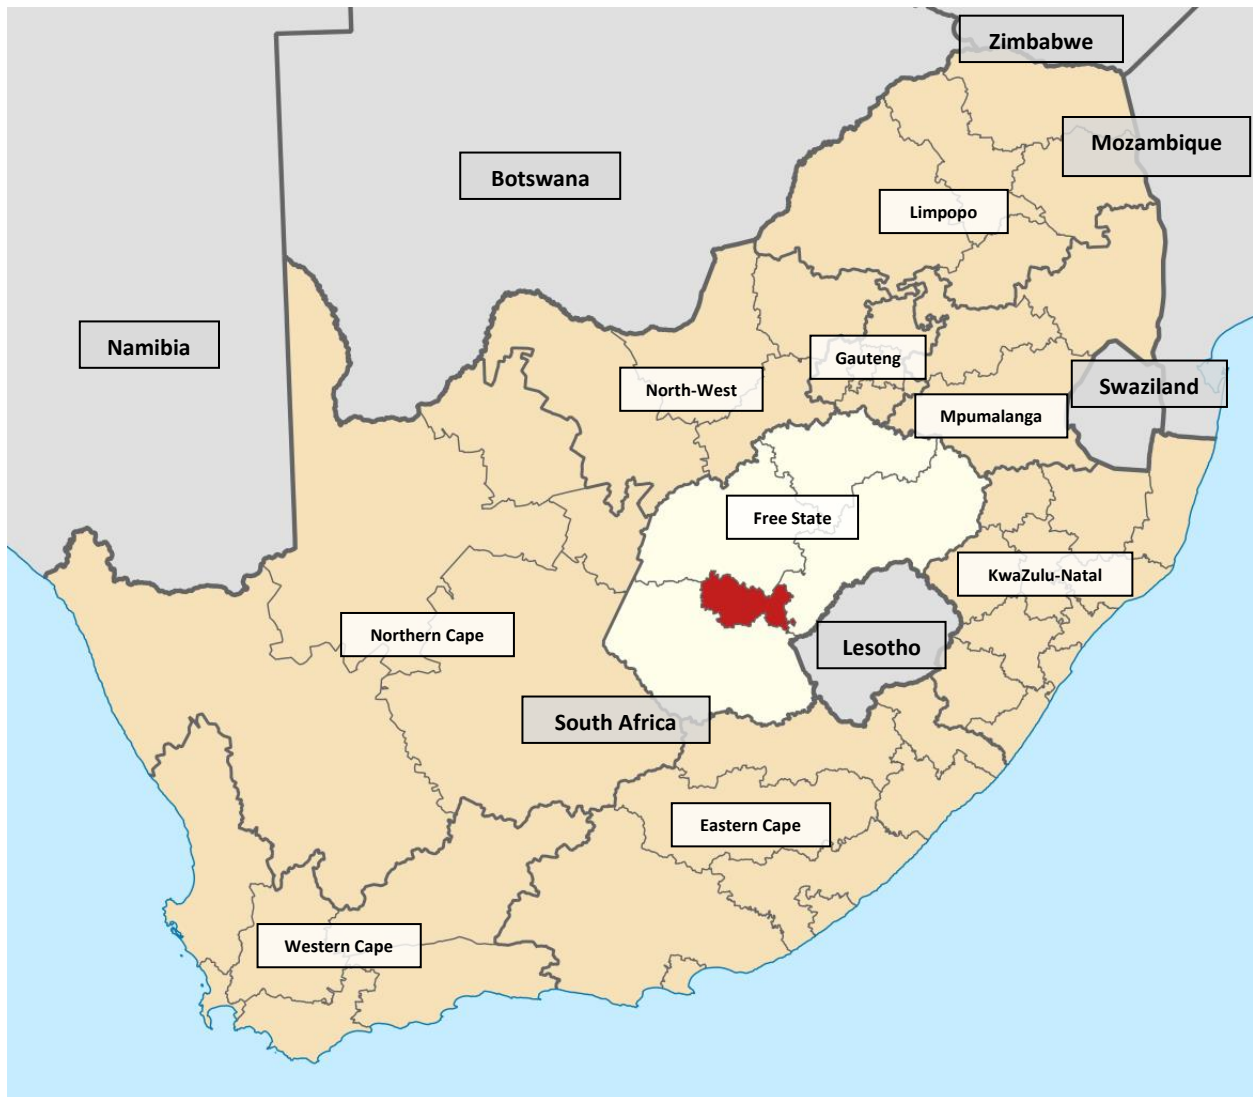 Zimbabwe
Mozambique
Botswana
Limpopo
Namibia
Gauteng
North-West
Swaziland
Mpumalanga
Free State
KwaZulu-Natal
Northern Cape
Lesotho
South Africa
Eastern Cape
Western Cape